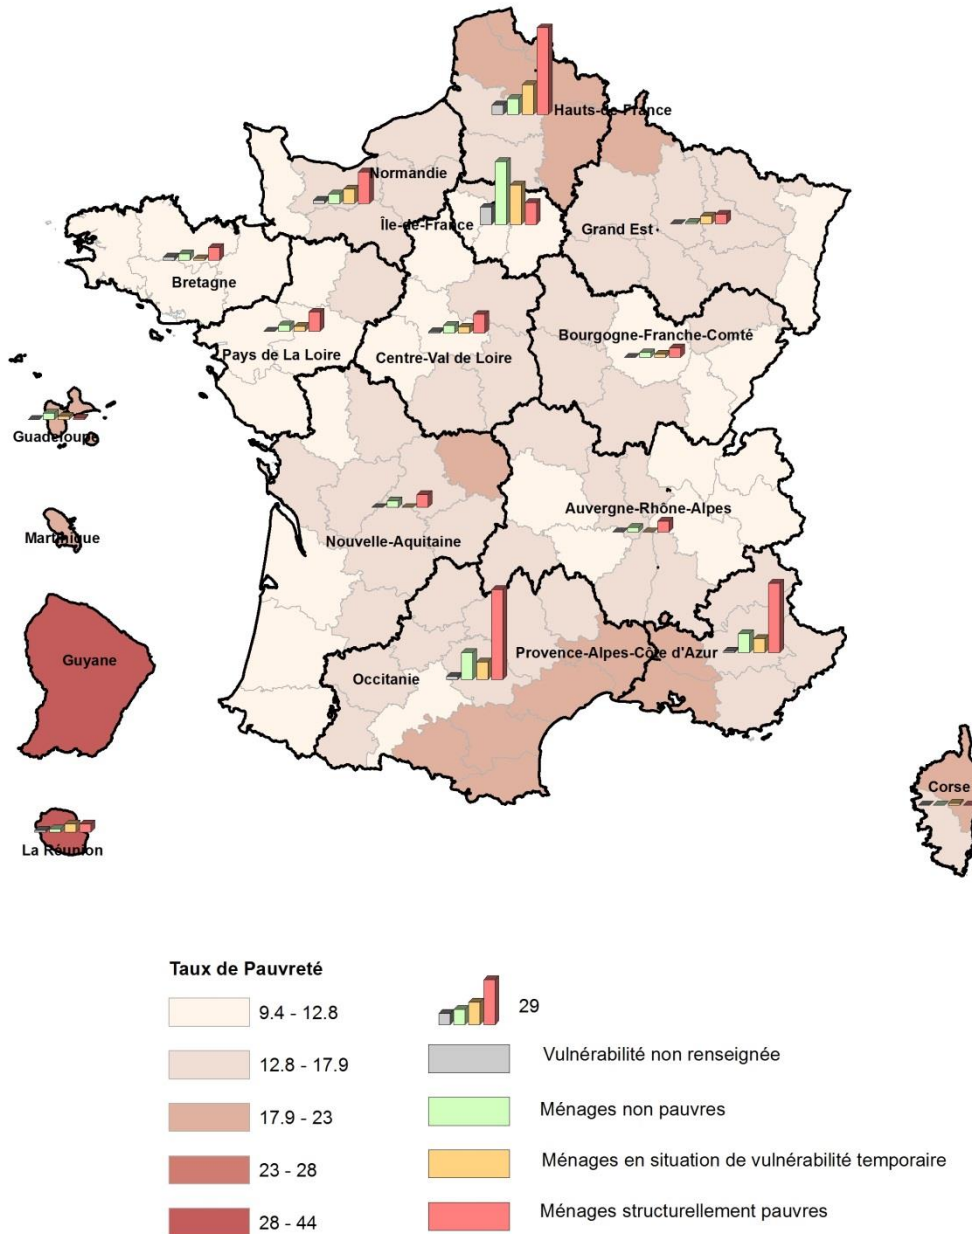 Hauts-de-France
Normandie
Île-de-France
Grand Est
Bretagne
Bourgogne-Franche-Comté
Pays de La Loire
Centre-Val de Loire
Guadeloupe
Auvergne-Rhône-Alpes
Martinique
Nouvelle-Aquitaine
Provence-Alpes-Côte d'Azur
Guyane
Occitanie
Corse
La Réunion
Taux de Pauvreté
9.4 - 12.8
12.8 - 17.9
17.9 - 23
23 - 28
28 - 44
29
Vulnérabilité non renseignée
Ménages non pauvres
Ménages en situation de vulnérabilité temporaire
Ménages structurellement pauvres